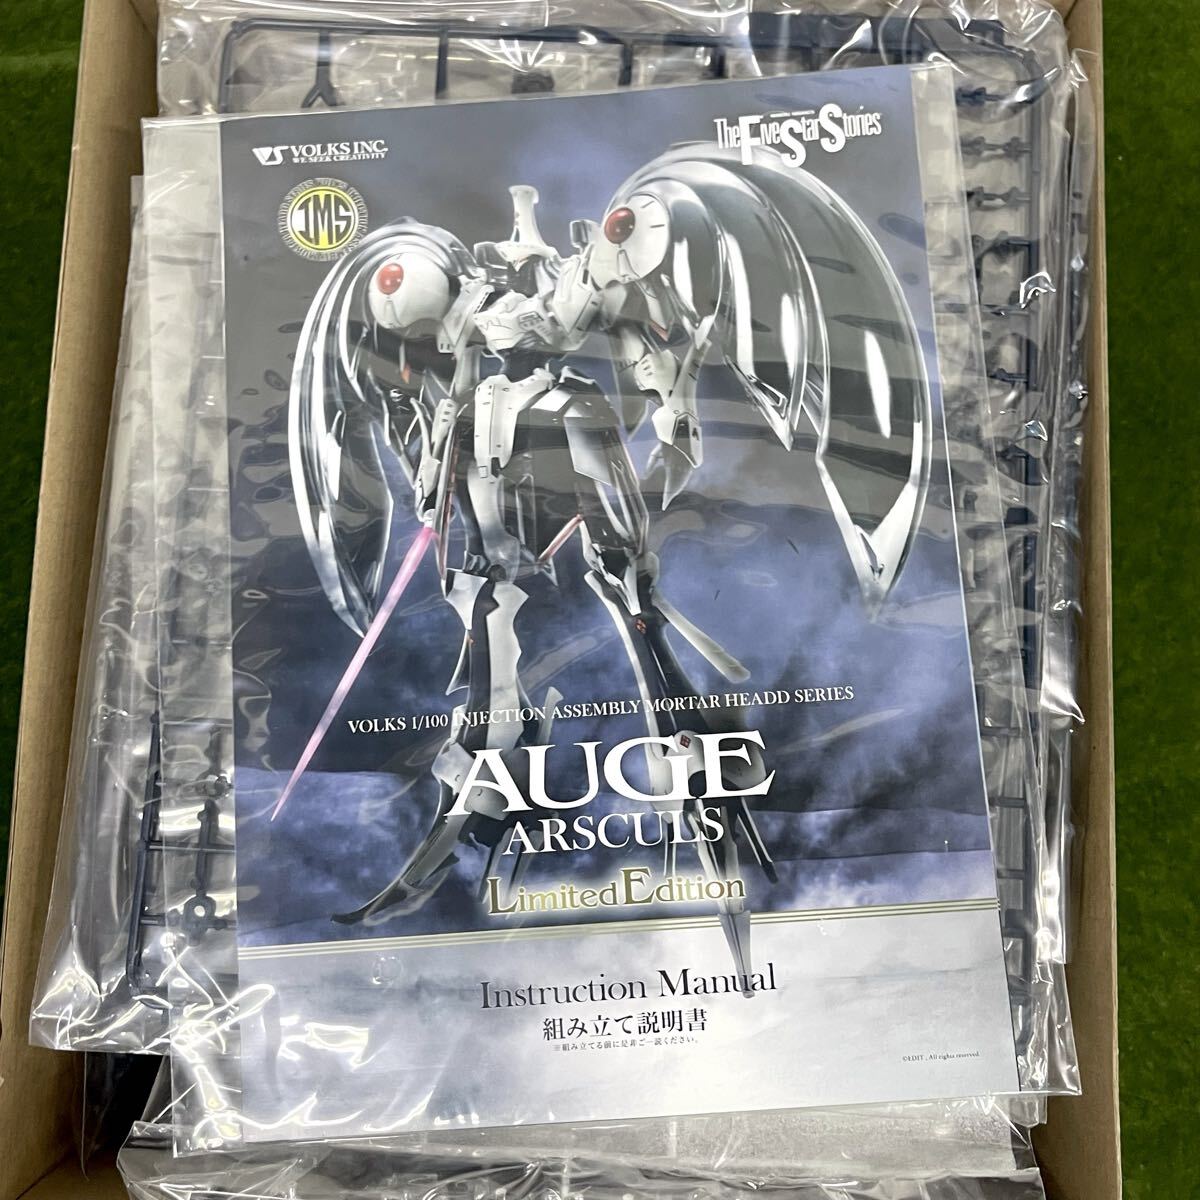 VOLKS INC.
WE SEEK CREATIVITY
The Five Star Stories
IMS
VOLKS 1/100 INJECTION ASSEMBLY MORTAR HEADD SERIES
AUGE
ARSCULS
Limited Edition
Instruction Manual
組み立て説明書
※組み立てる前に是非ご一読ください。
©EDIT , All rights reserved.